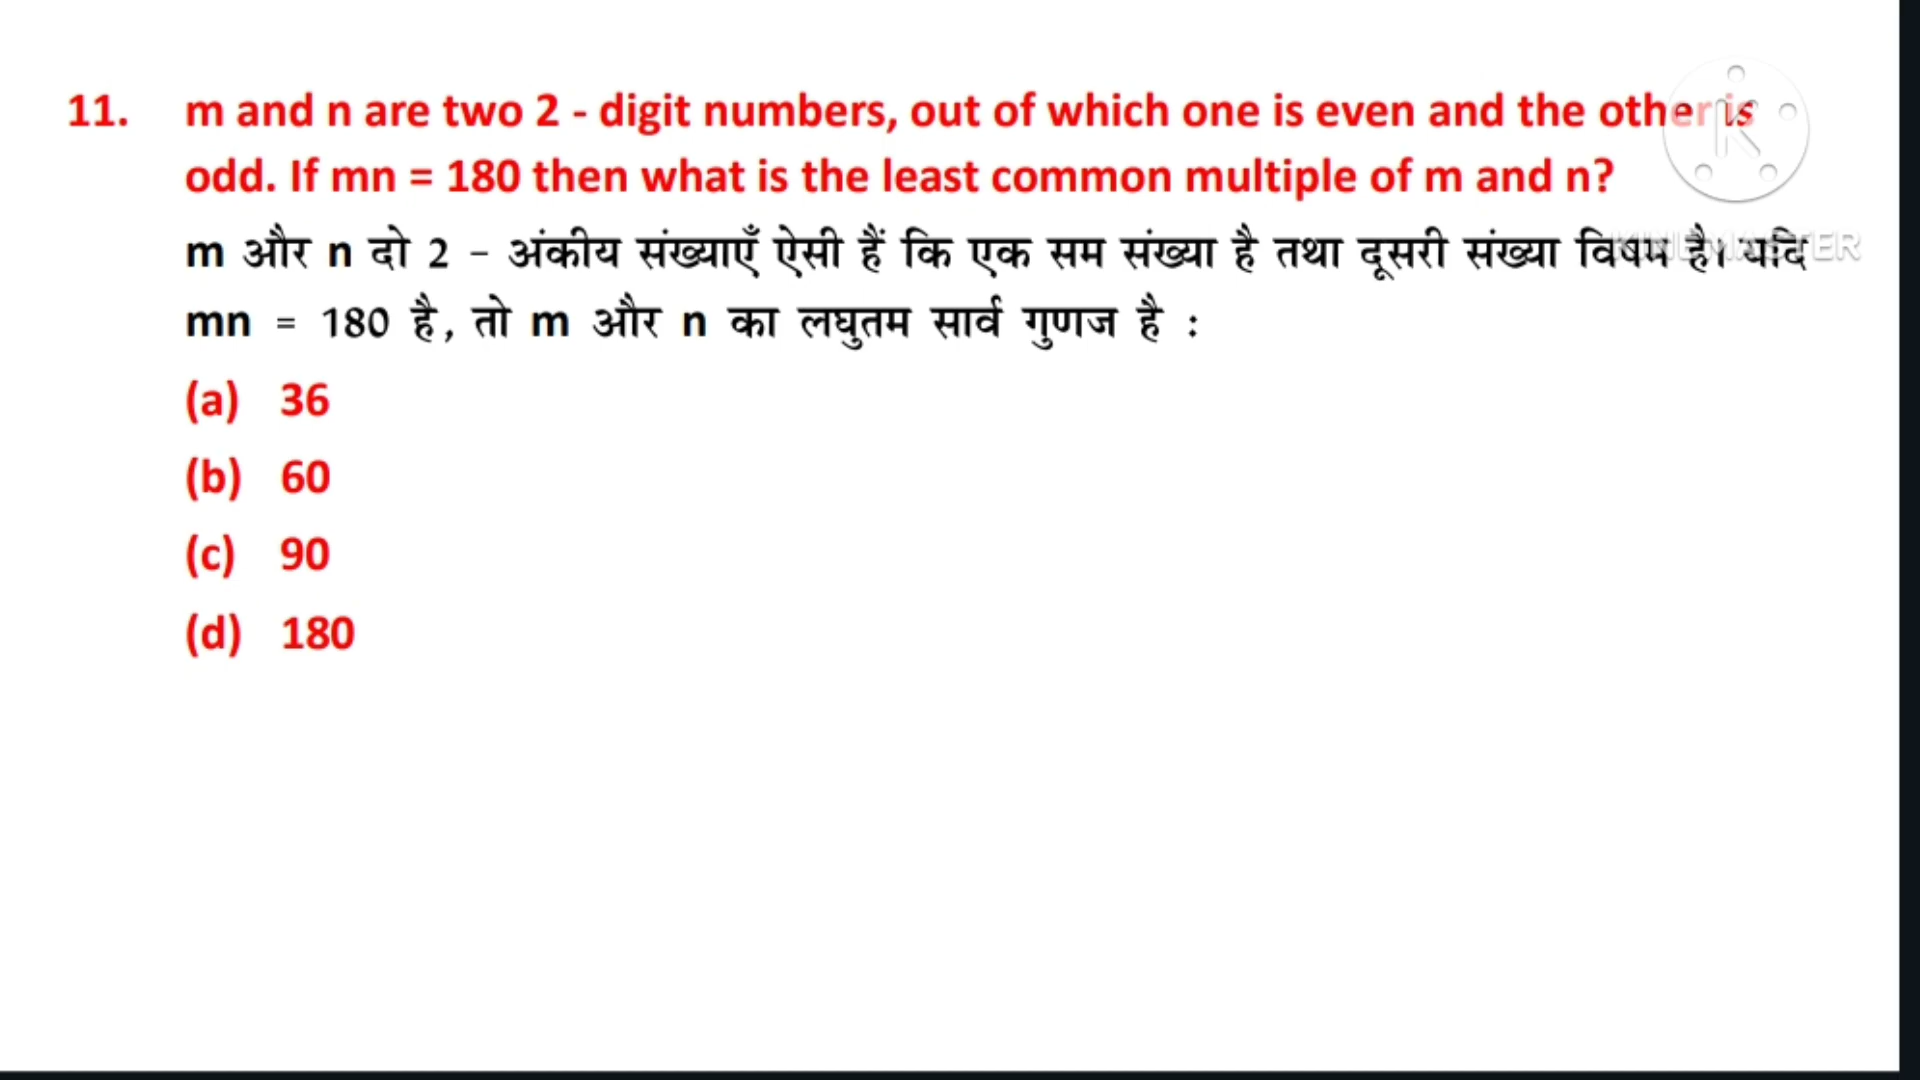 11. m and n are two 2 - digit numbers, out of which one is even and the other is
odd. If mn = 180 then what is the least common multiple of m and n?
m और n दो 2 - अंकीय संख्याएँ ऐसी हैं कि एक सम संख्या है तथा दूसरी संख्या विषम है। यदि
KINEMASTER
mn = 180 है, तो m और n का लघुतम सार्व गुणज है :
(a) 36
(b) 60
(c) 90
(d) 180